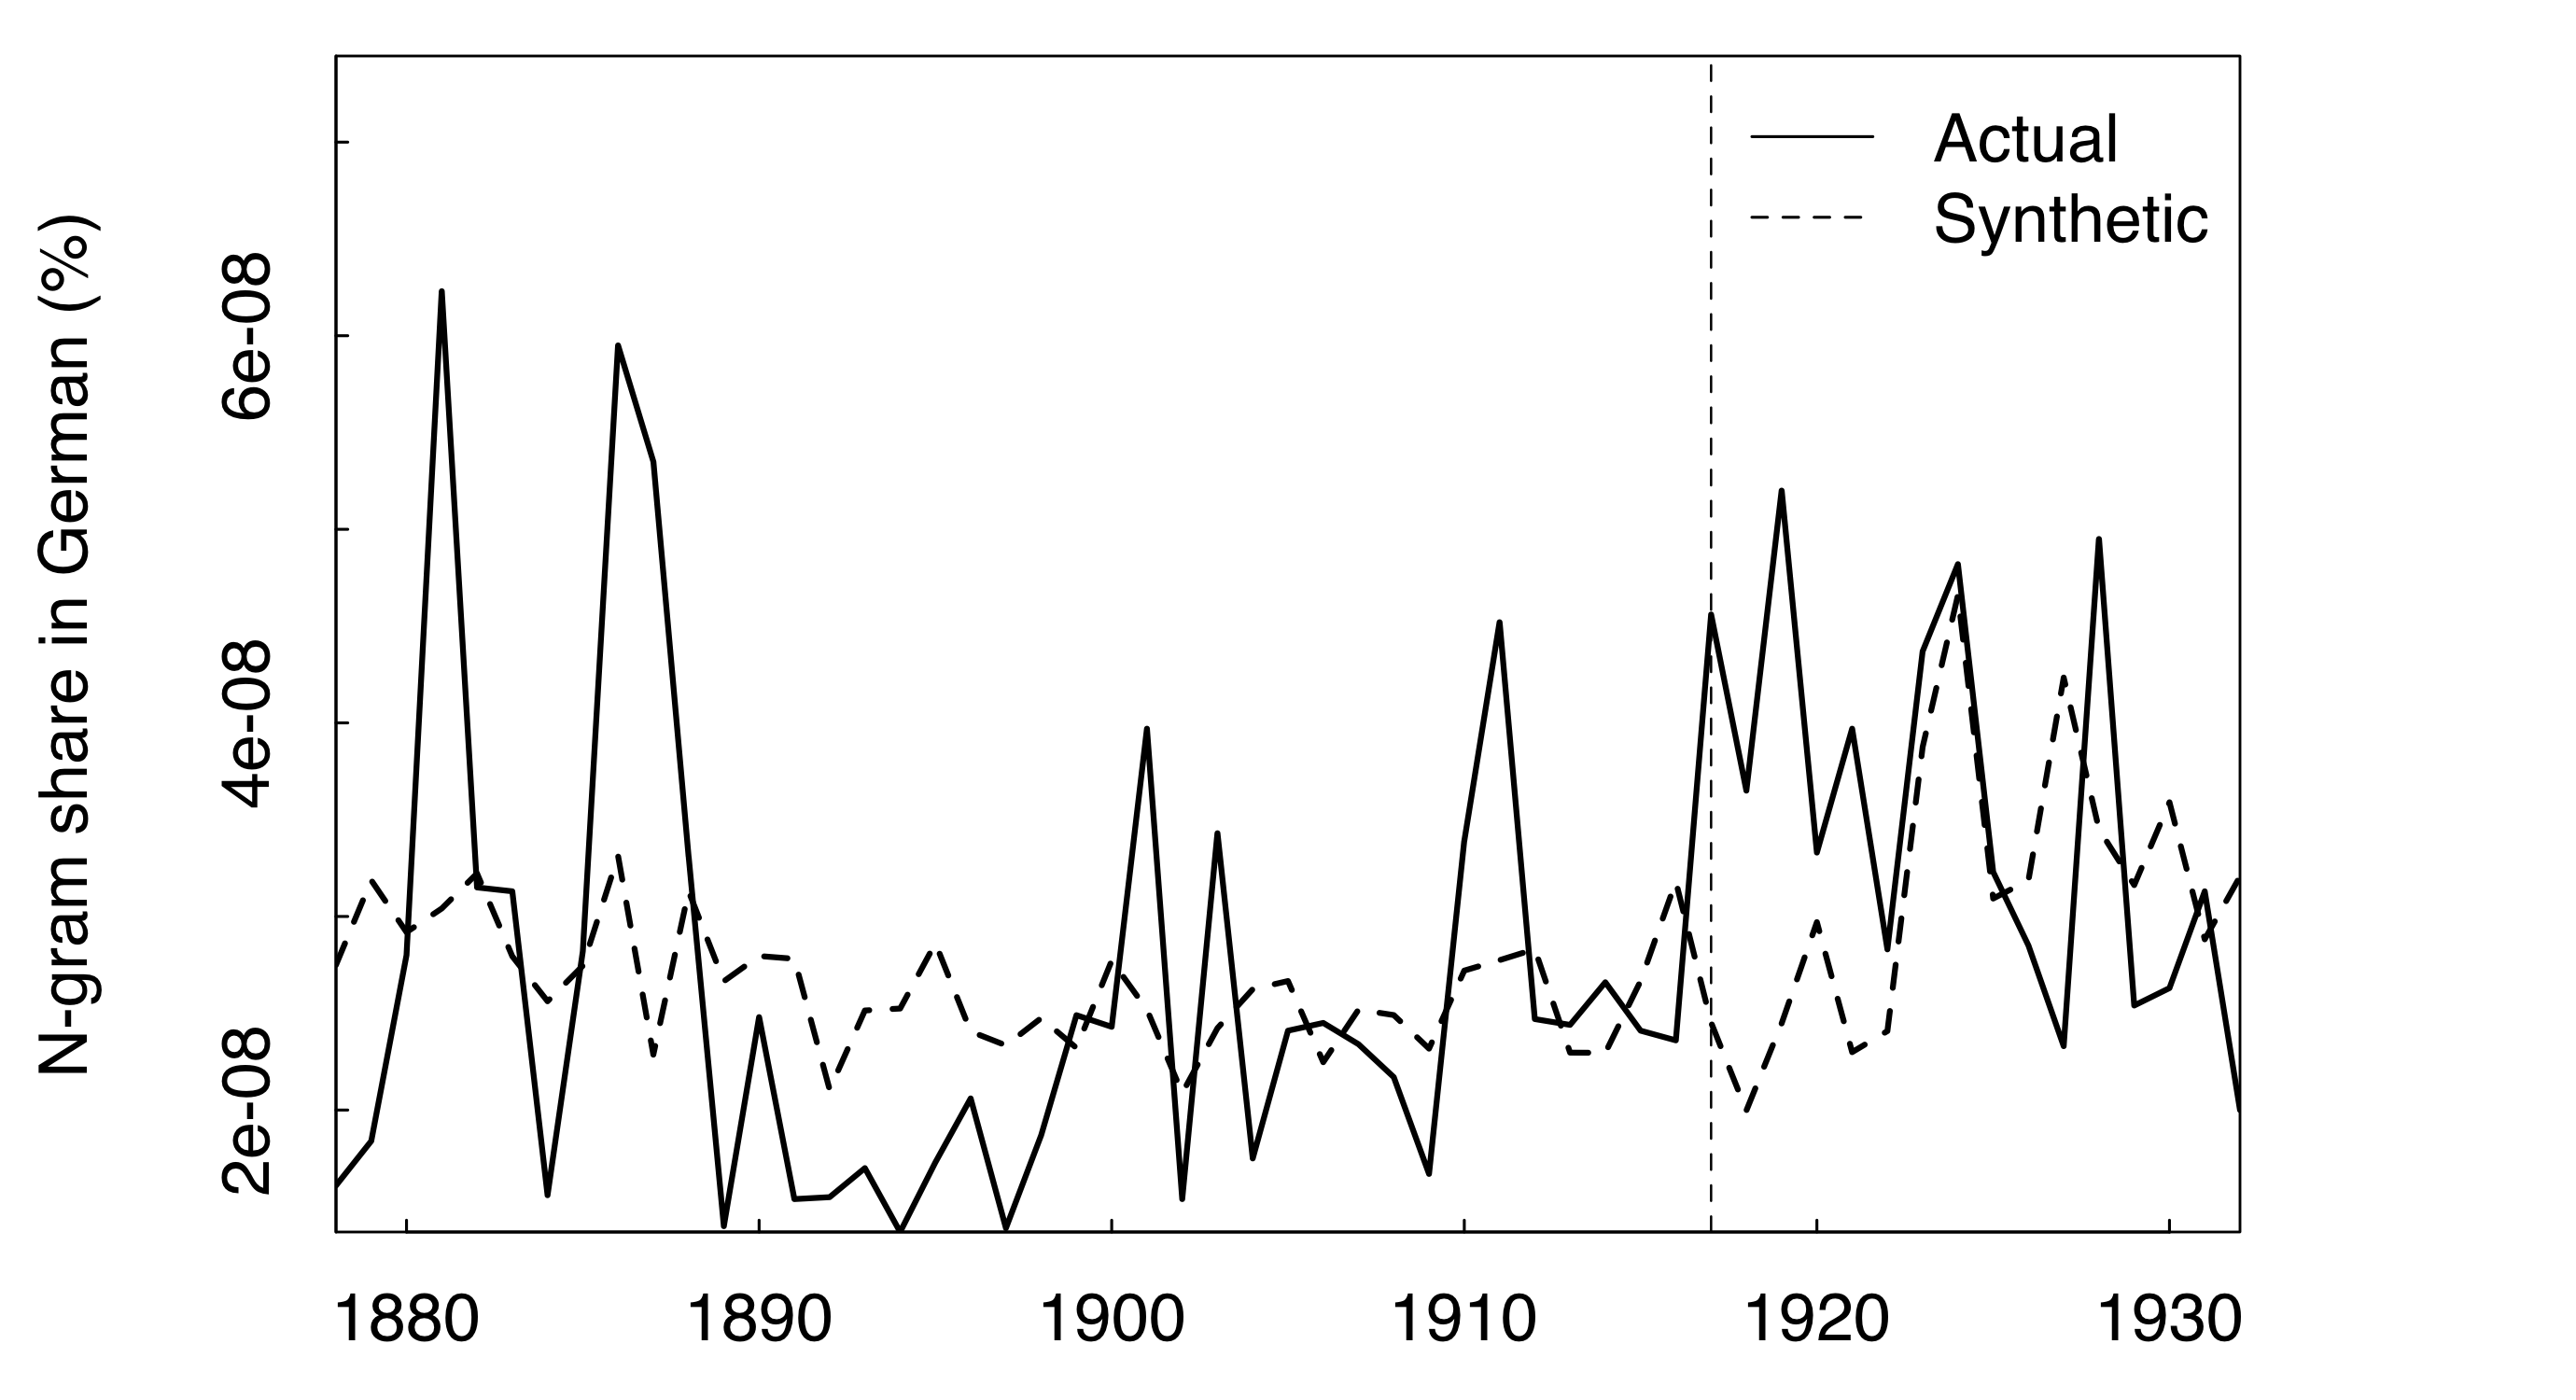 Actual
Synthetic
N-gram share in German (%)
6e-08
4e-08
2e-08
1880 1890 1900 1910 1920 1930